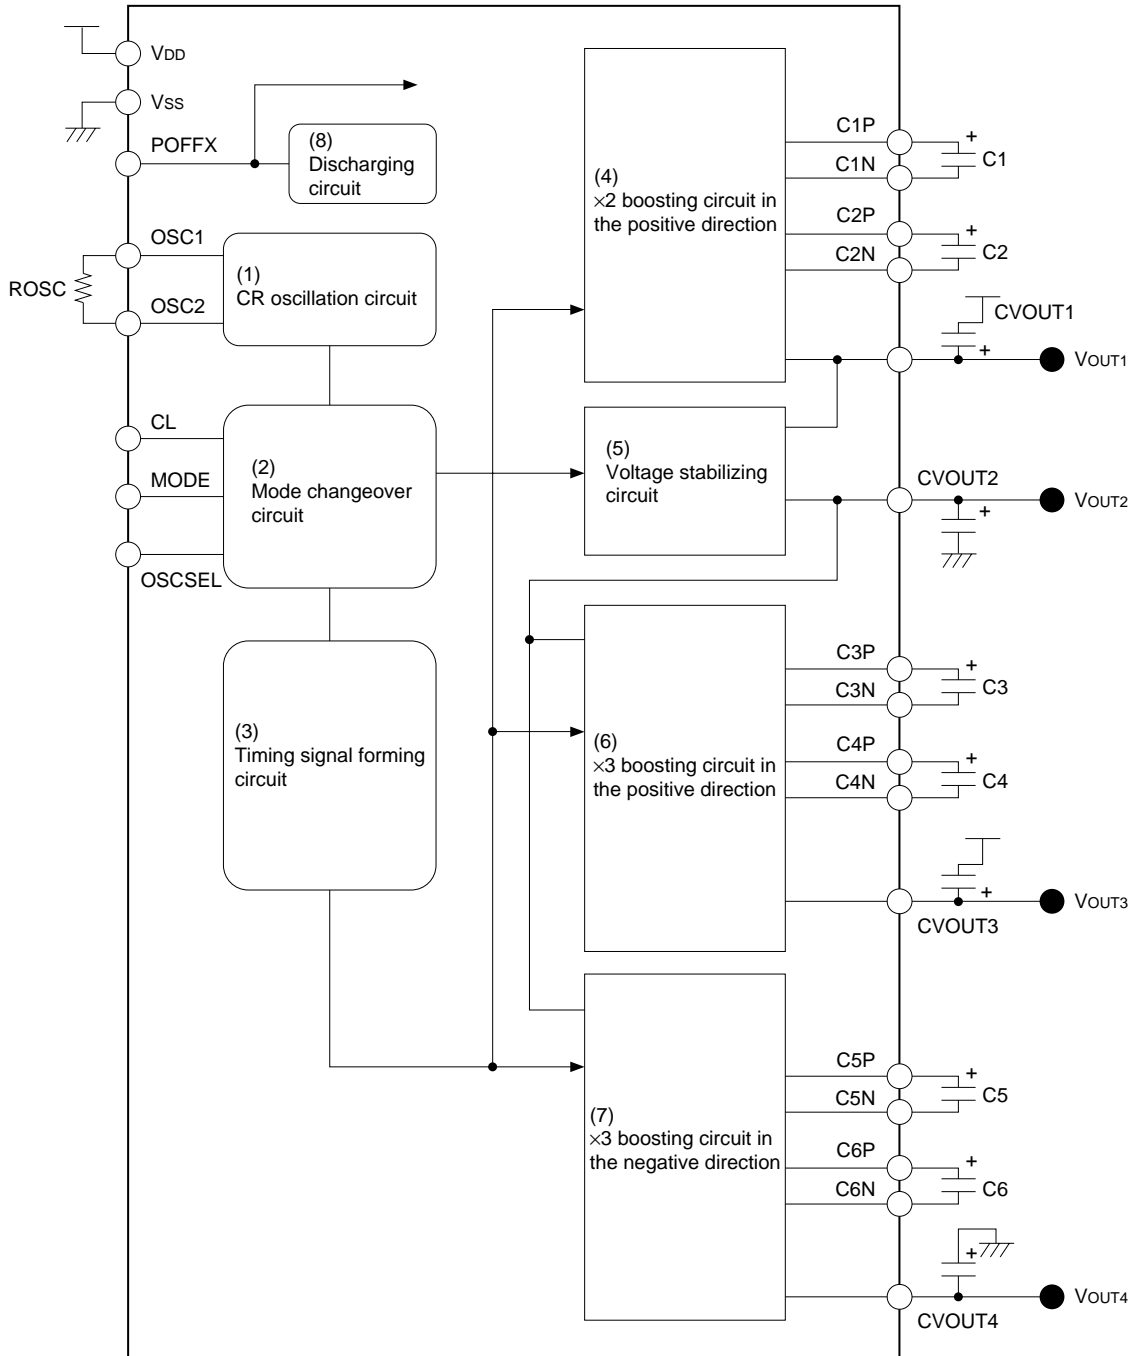 VDD
VSS
POFFX
(8)
Discharging
circuit
OSC1
ROSC
OSC2
(1)
CR oscillation circuit
CL
MODE
OSCSEL
(2)
Mode changeover
circuit
(3)
Timing signal forming
circuit
(4)
×2 boosting circuit in
the positive direction
C1P
+
C1
C1N
C2P
+
C2
C2N
CVOUT1
+
VOUT1
(5)
Voltage stabilizing
circuit
CVOUT2
+
VOUT2
(6)
×3 boosting circuit in
the positive direction
C3P
+
C3
C3N
C4P
+
C4
C4N
+
VOUT3
CVOUT3
(7)
×3 boosting circuit in
the negative direction
C5P
+
C5
C5N
C6P
+
C6
C6N
+
VOUT4
CVOUT4